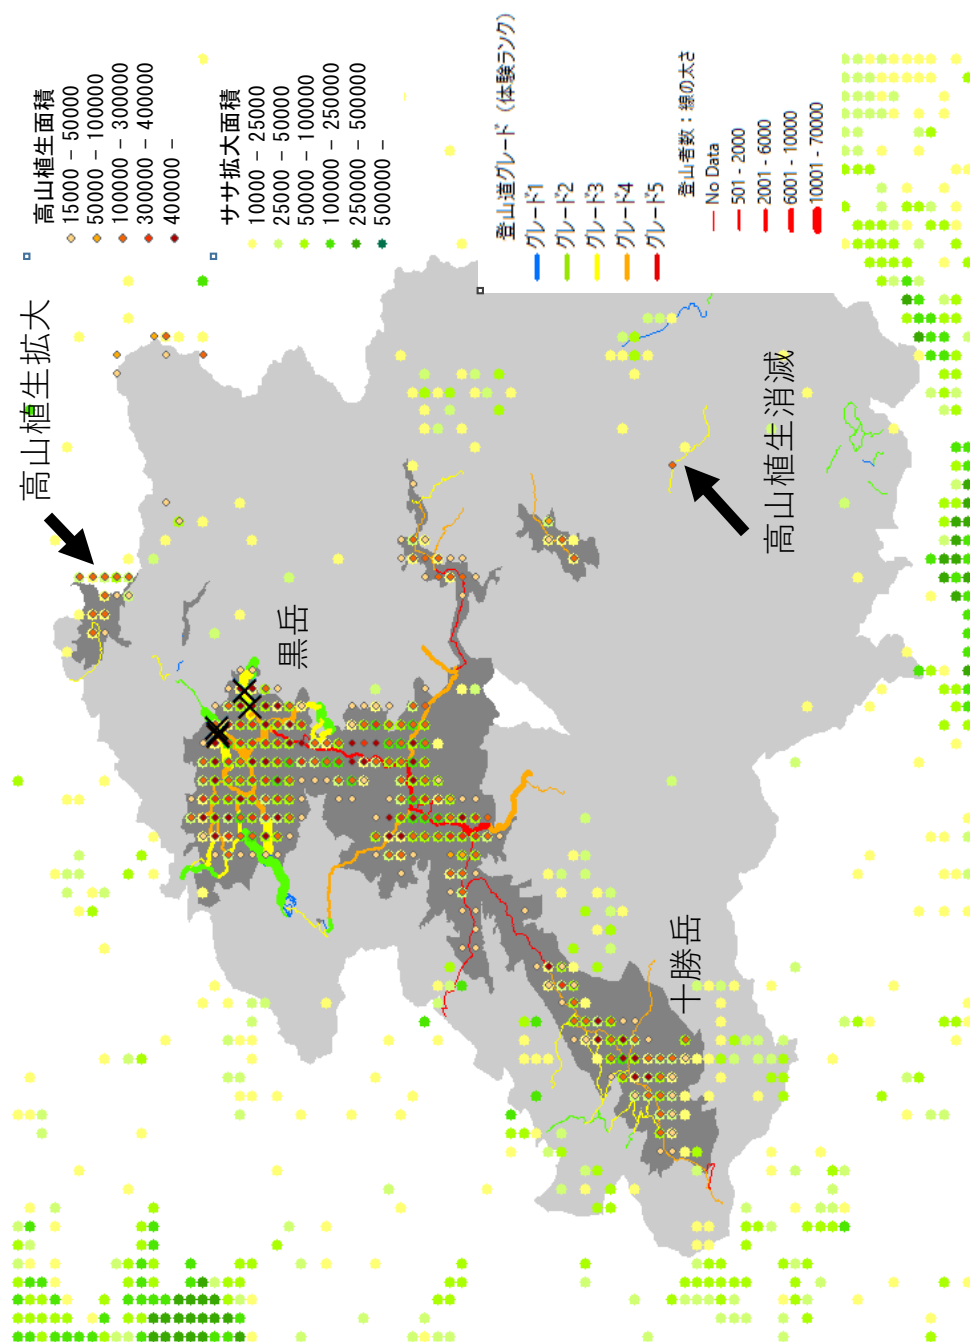 高山植生面積
15000 – 50000
50000 – 100000
100000 – 300000
300000 – 400000
400000 –
ササ拡大面積
10000 – 25000
25000 – 50000
50000 – 100000
100000 – 250000
250000 – 500000
500000 –
登山道グレード（体験ランク）
グレード1
グレード2
グレード3
グレード4
グレード5
登山者数：線の太さ
No Data
501 - 2000
2001 - 6000
6001 - 10000
10001 - 70000
高山植生拡大
黒岳
高山植生消滅
十勝岳